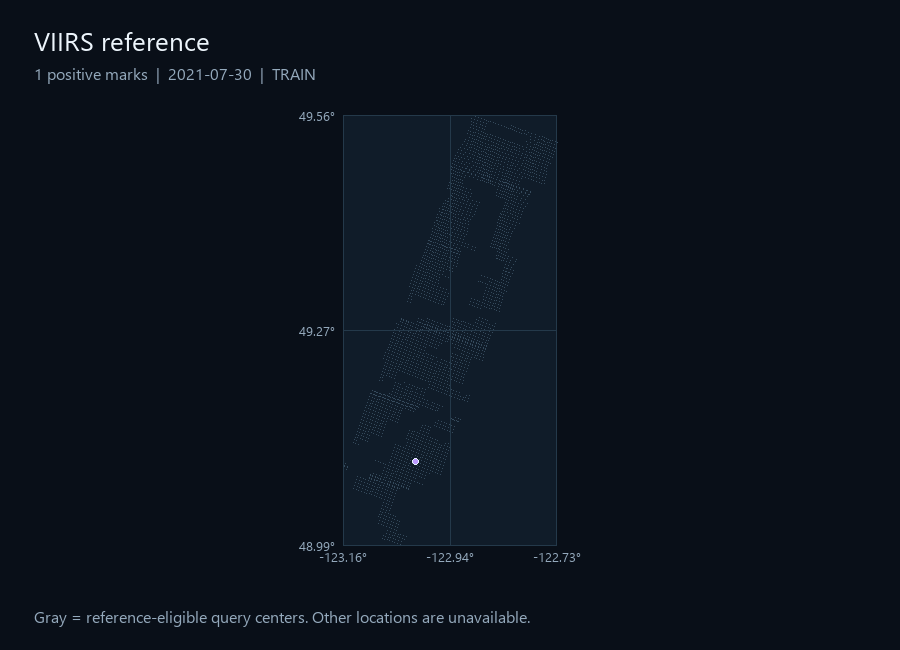 VIIRS reference
1 positive marks | 2021-07-30 | TRAIN
49.56°
49.27°
48.99°
-123.16° -122.94° -122.73°
Gray = reference-eligible query centers. Other locations are unavailable.